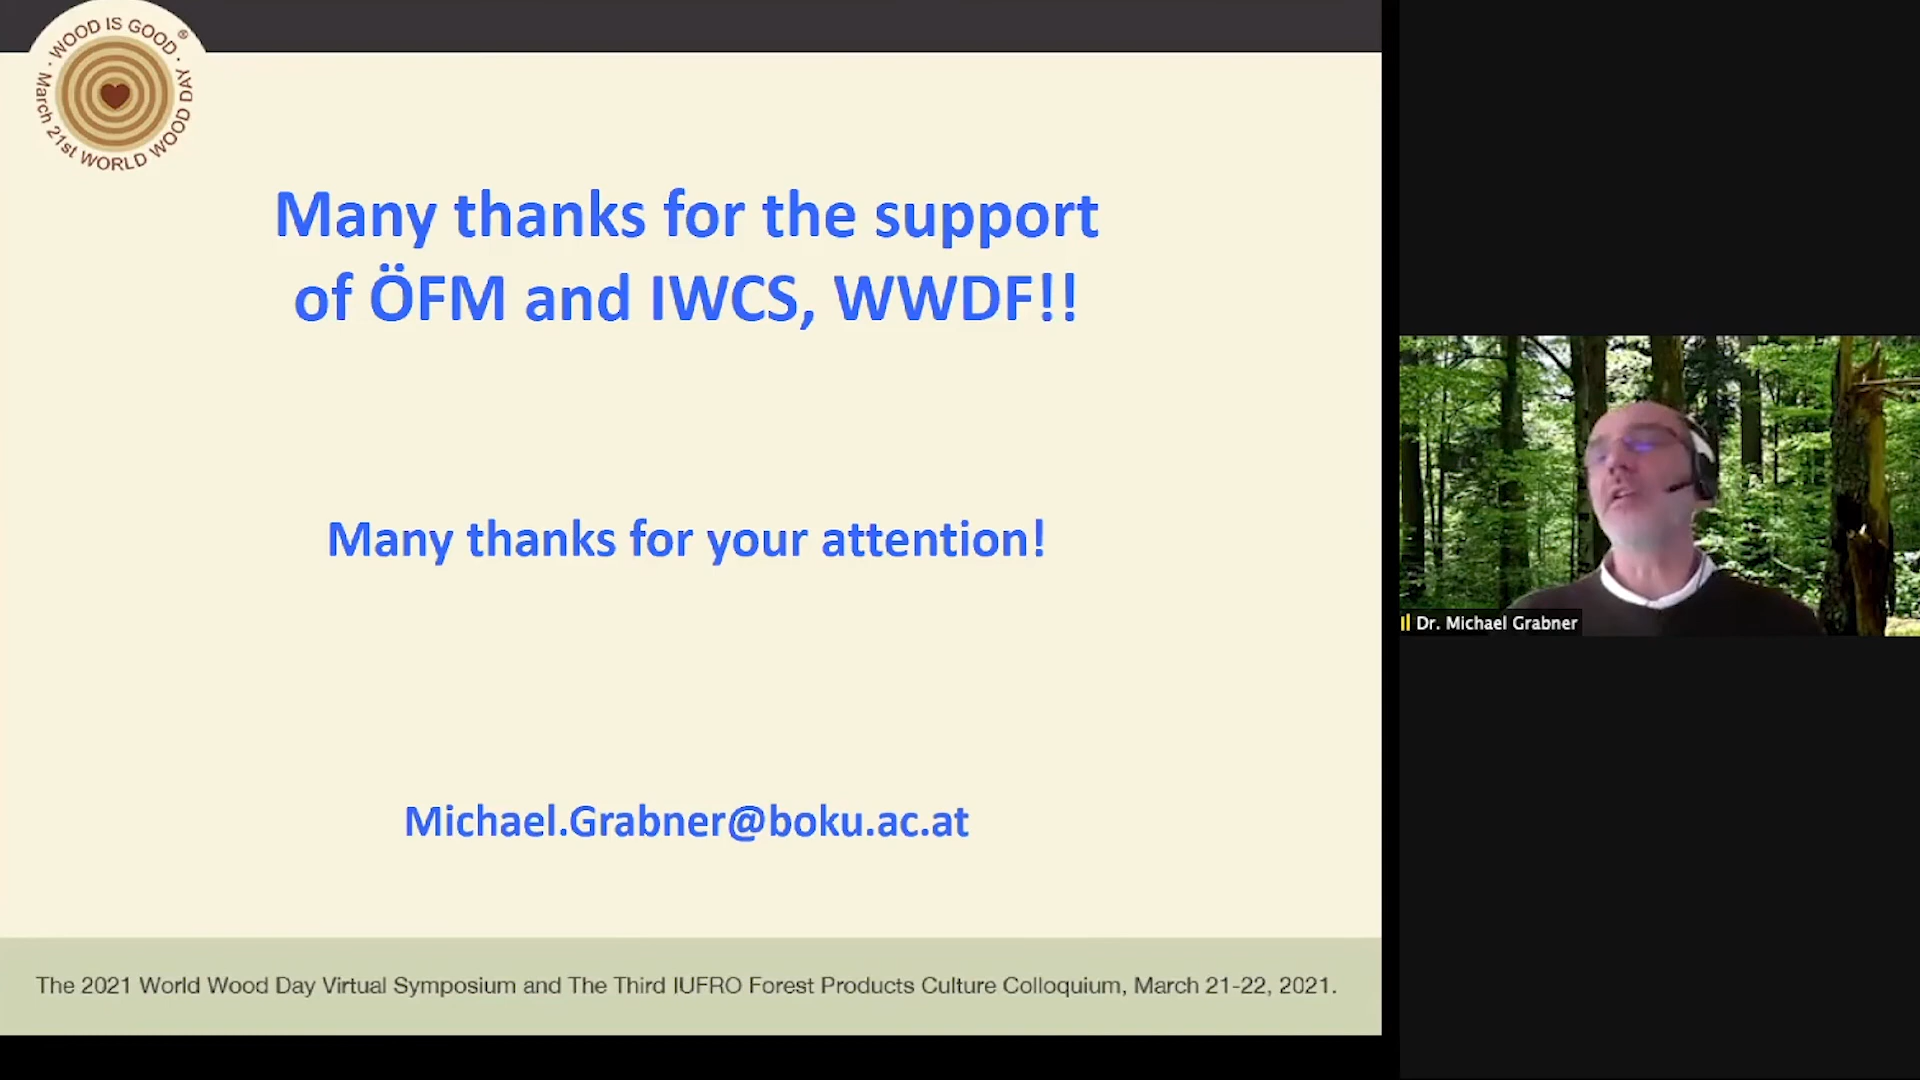 WOOD IS GOOD ®
March 21st WORLD WOOD DAY
Many thanks for the support
of ÖFM and IWCS, WWDF!!
Many thanks for your attention!
Dr. Michael Grabner
Michael.Grabner@boku.ac.at
The 2021 World Wood Day Virtual Symposium and The Third IUFRO Forest Products Culture Colloquium, March 21-22, 2021.